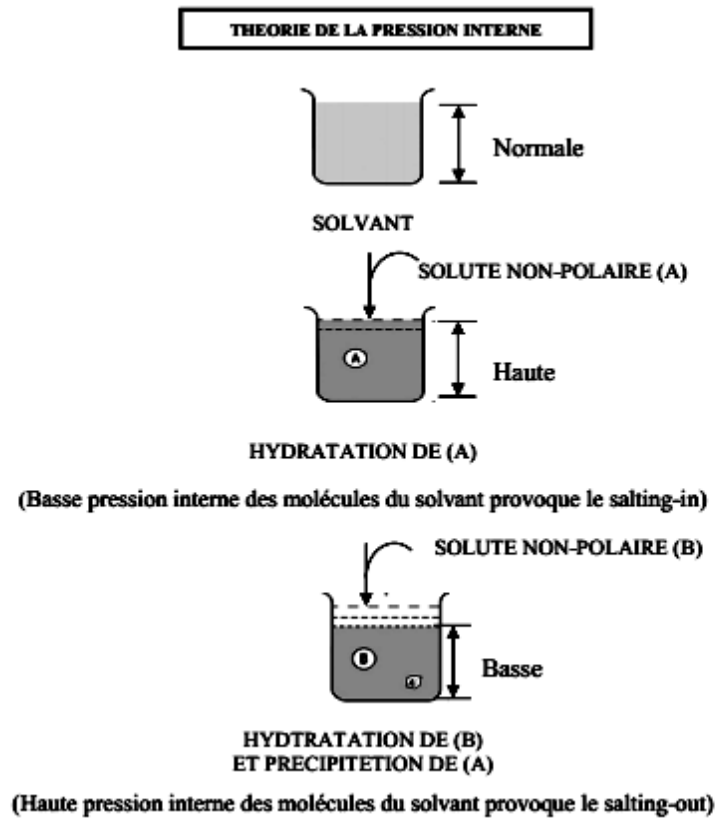 THEORIE DE LA PRESSION INTERNE
Normale
SOLVANT
SOLUTE NON-POLAIRE (A)
A
Haute
HYDRATATION DE (A)
(Basse pression interne des molécules du solvant provoque le salting-in)
SOLUTE NON-POLAIRE (B)
B
Basse
HYDTRATATION DE (B)
ET PRECIPITETION DE (A)
(Haute pression interne des molécules du solvant provoque le salting-out)